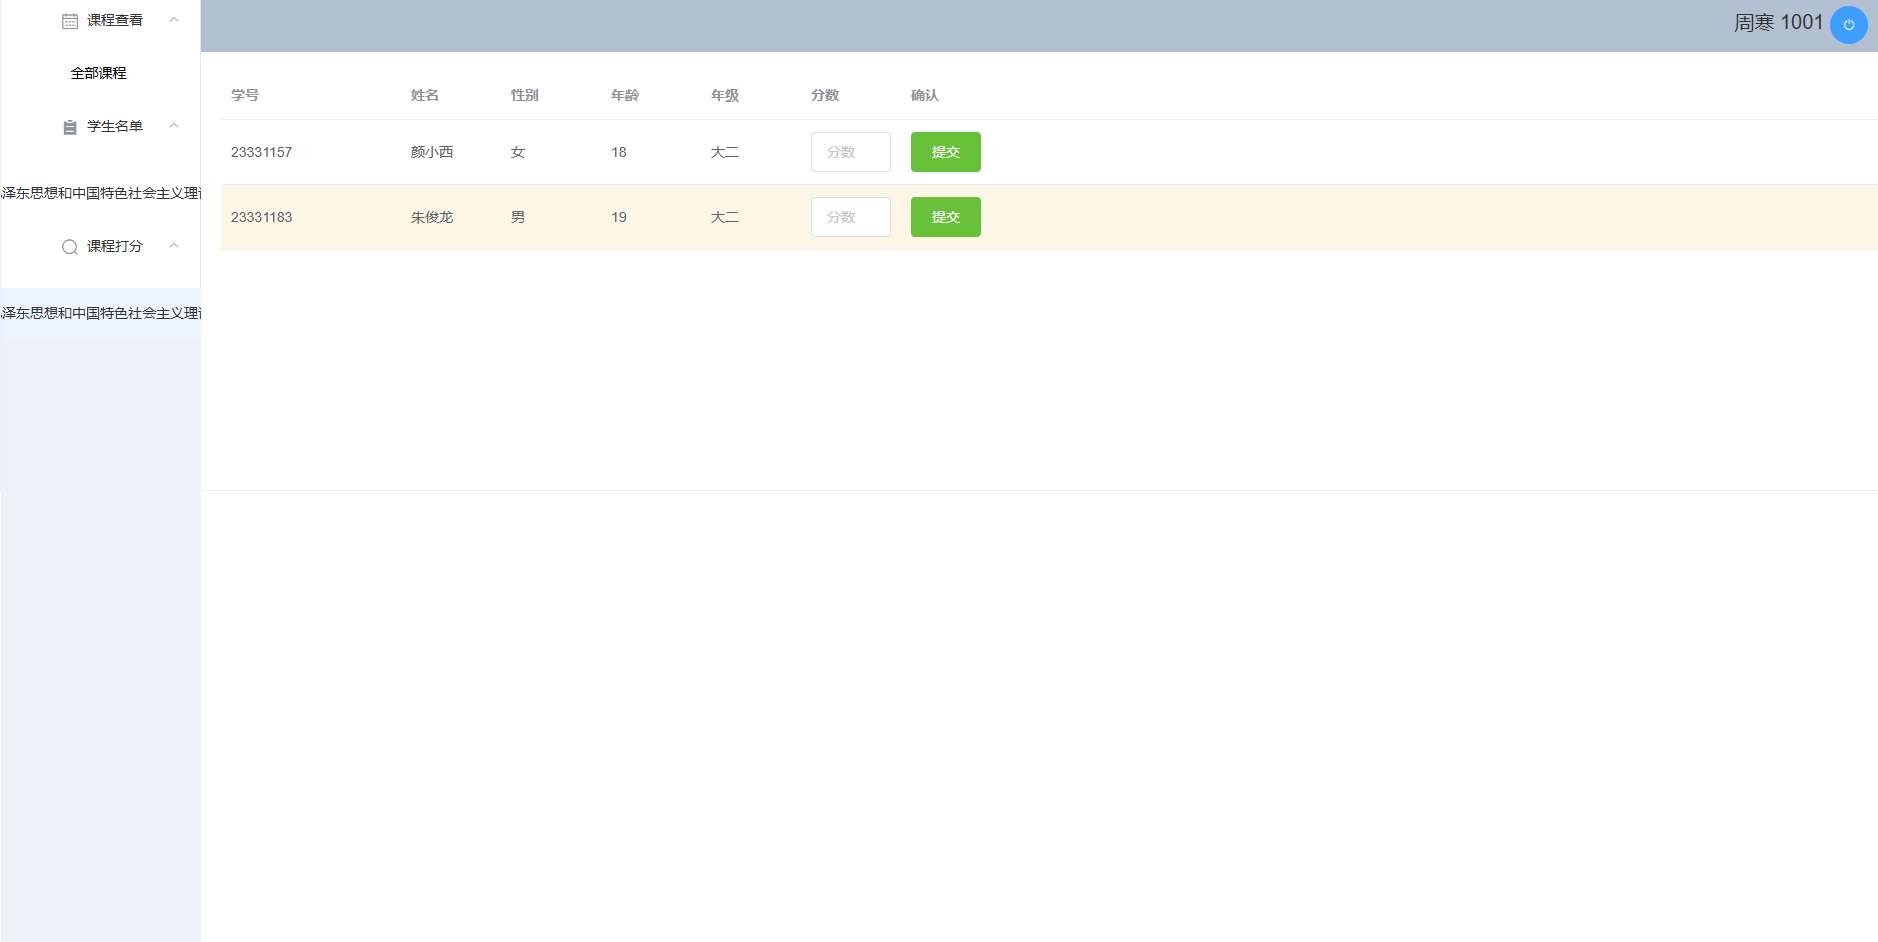 课程查看
全部课程
学生名单
泽东思想和中国特色社会主义理
课程打分
泽东思想和中国特色社会主义理
周寒 1001
学号 姓名 性别 年龄 年级 分数 确认
23331157 颜小西 女 18 大二 分数 提交
23331183 朱俊龙 男 19 大二 分数 提交